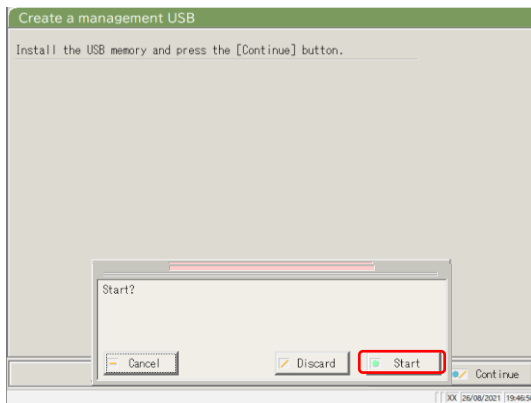 Create a management USB
Install the USB memory and press the [Continue] button.
Start?
Cancel
Discard
Start
Continue
XX 26/08/2021